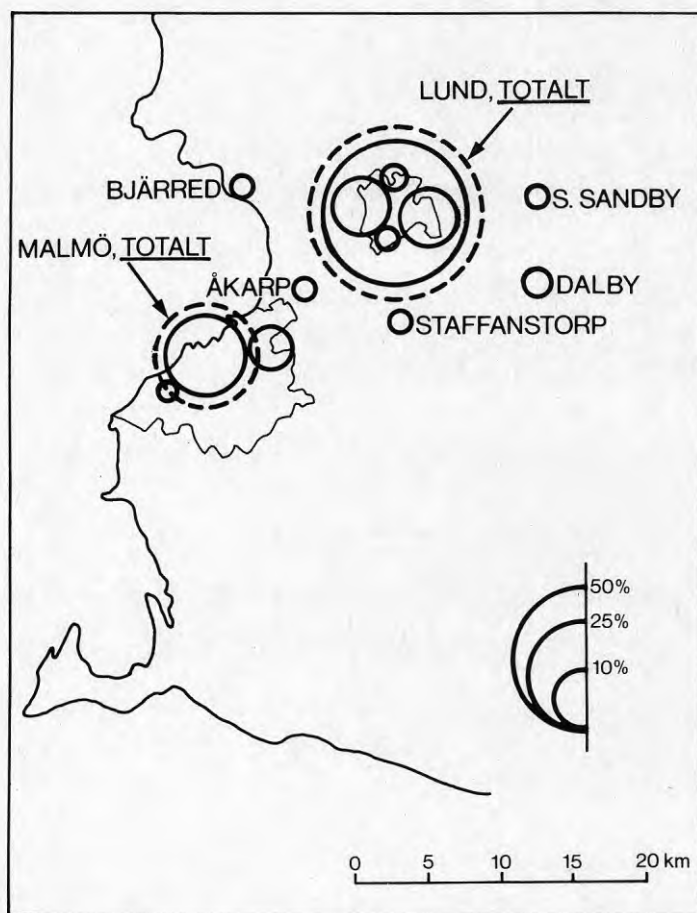 LUND, TOTALT
BJÄRRED
S. SANDBY
MALMÖ, TOTALT
ÅKARP
DALBY
STAFFANSTORP
50%
25%
10%
0 5 10 15 20 km